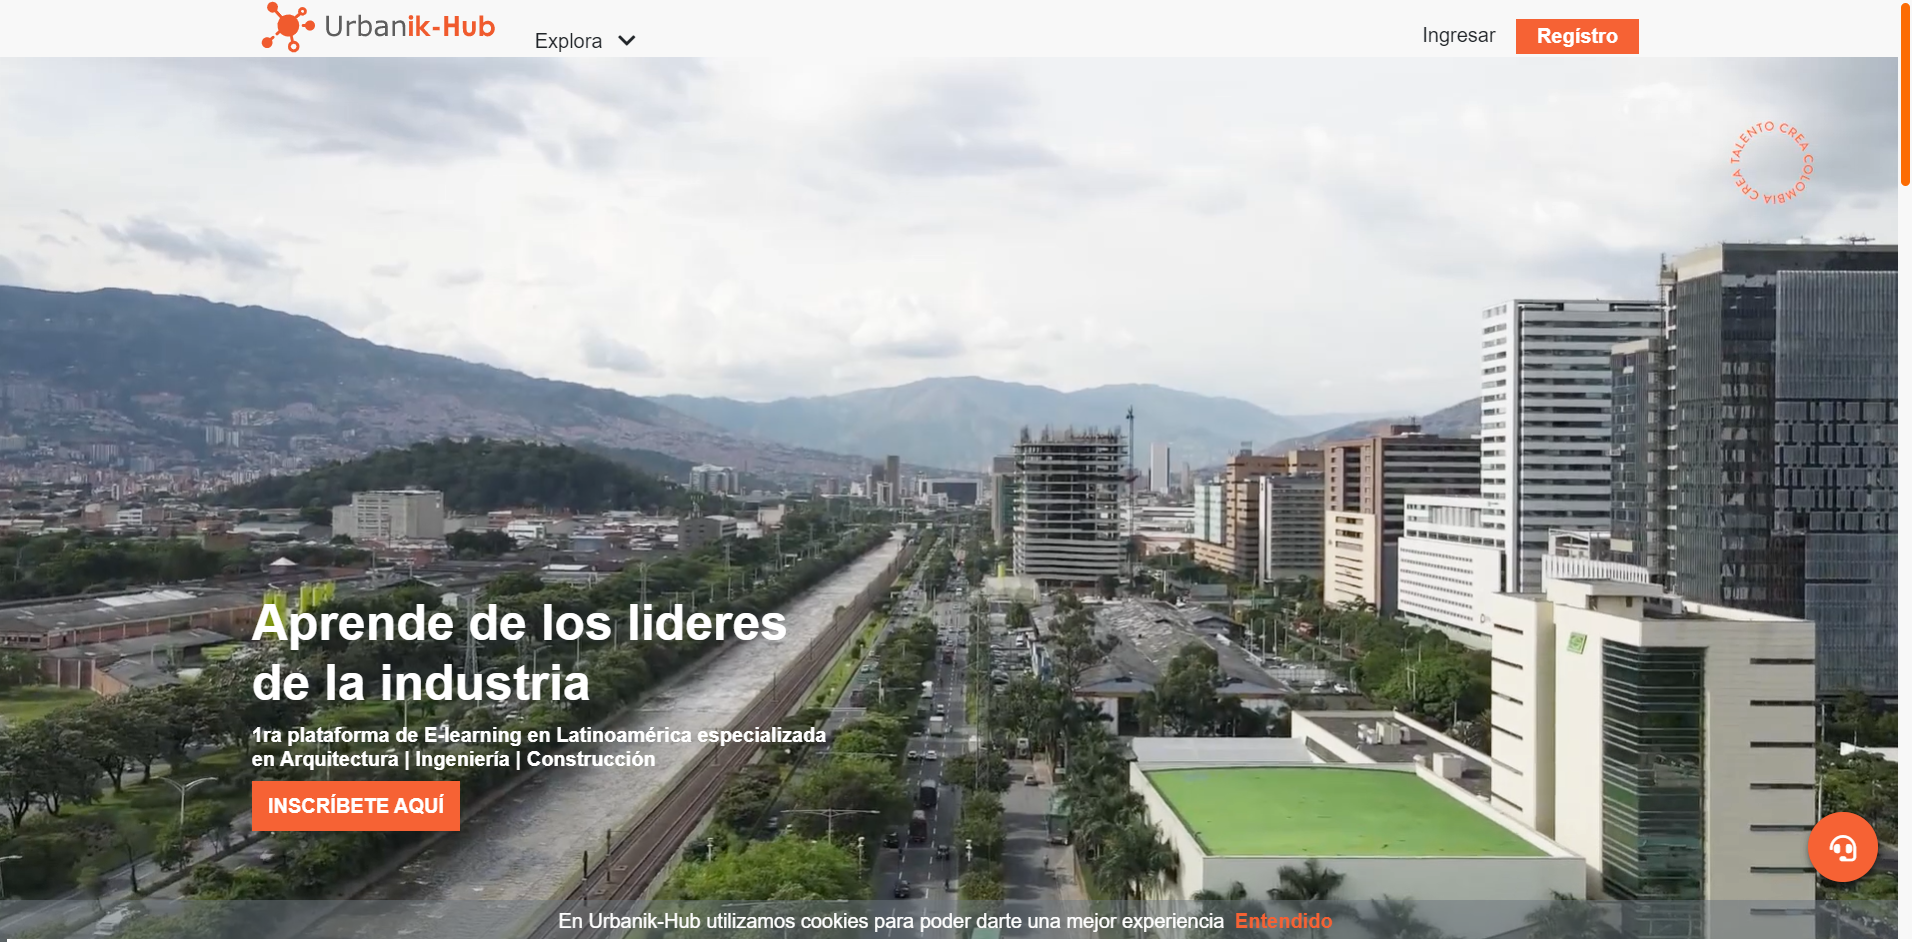 Urbanik-Hub
Explora
Ingresar
Regístro
CREA TALENTO CREA COLOMBIA
Aprende de los lideres
de la industria
1ra plataforma de E-learning en Latinoamérica especializada
en Arquitectura | Ingeniería | Construcción
INSCRÍBETE AQUÍ
En Urbanik-Hub utilizamos cookies para poder darte una mejor experiencia Entendido